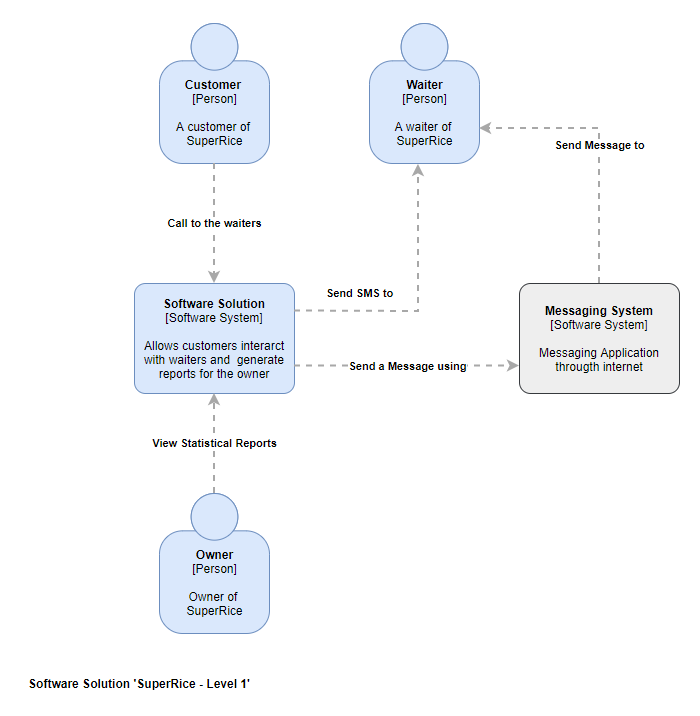 Customer
[Person]
A customer of
SuperRice
Waiter
[Person]
A waiter of
SuperRice
Send Message to
Call to the waiters
Send SMS to
Software Solution
[Software System]
Allows customers interarct
with waiters and generate
reports for the owner
Messaging System
[Software System]
Messaging Application
througth internet
Send a Message using
View Statistical Reports
Owner
[Person]
Owner of
SuperRice
Software Solution 'SuperRice - Level 1'